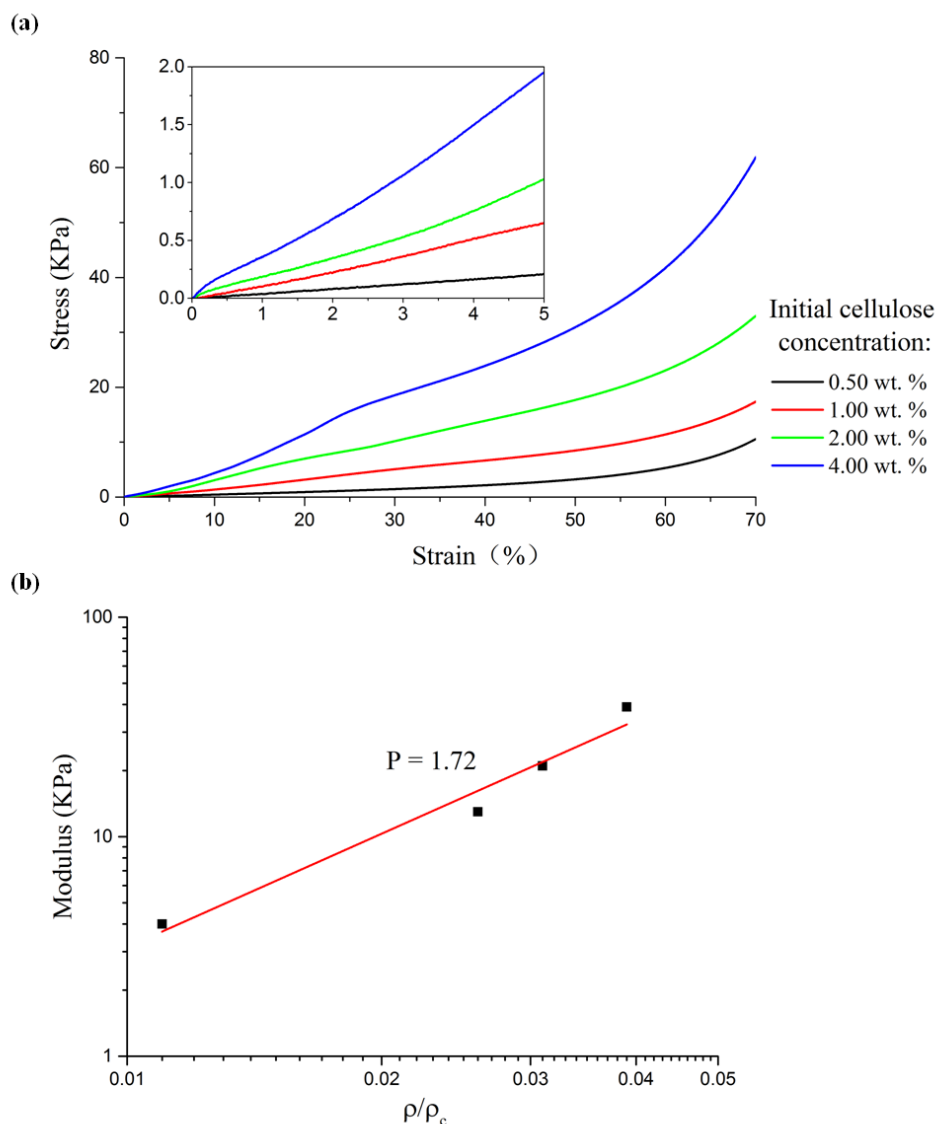 (a)
80
60
40
20
0
Stress (KPa)
2.0
1.5
1.0
0.5
0.0
0 1 2 3 4 5
0 10 20 30 40 50 60 70
Strain（%）
Initial cellulose
concentration:
0.50 wt. %
1.00 wt. %
2.00 wt. %
4.00 wt. %
(b)
100
10
1
Modulus (KPa)
P = 1.72
0.01 0.02 0.03 0.04 0.05
ρ/ρc